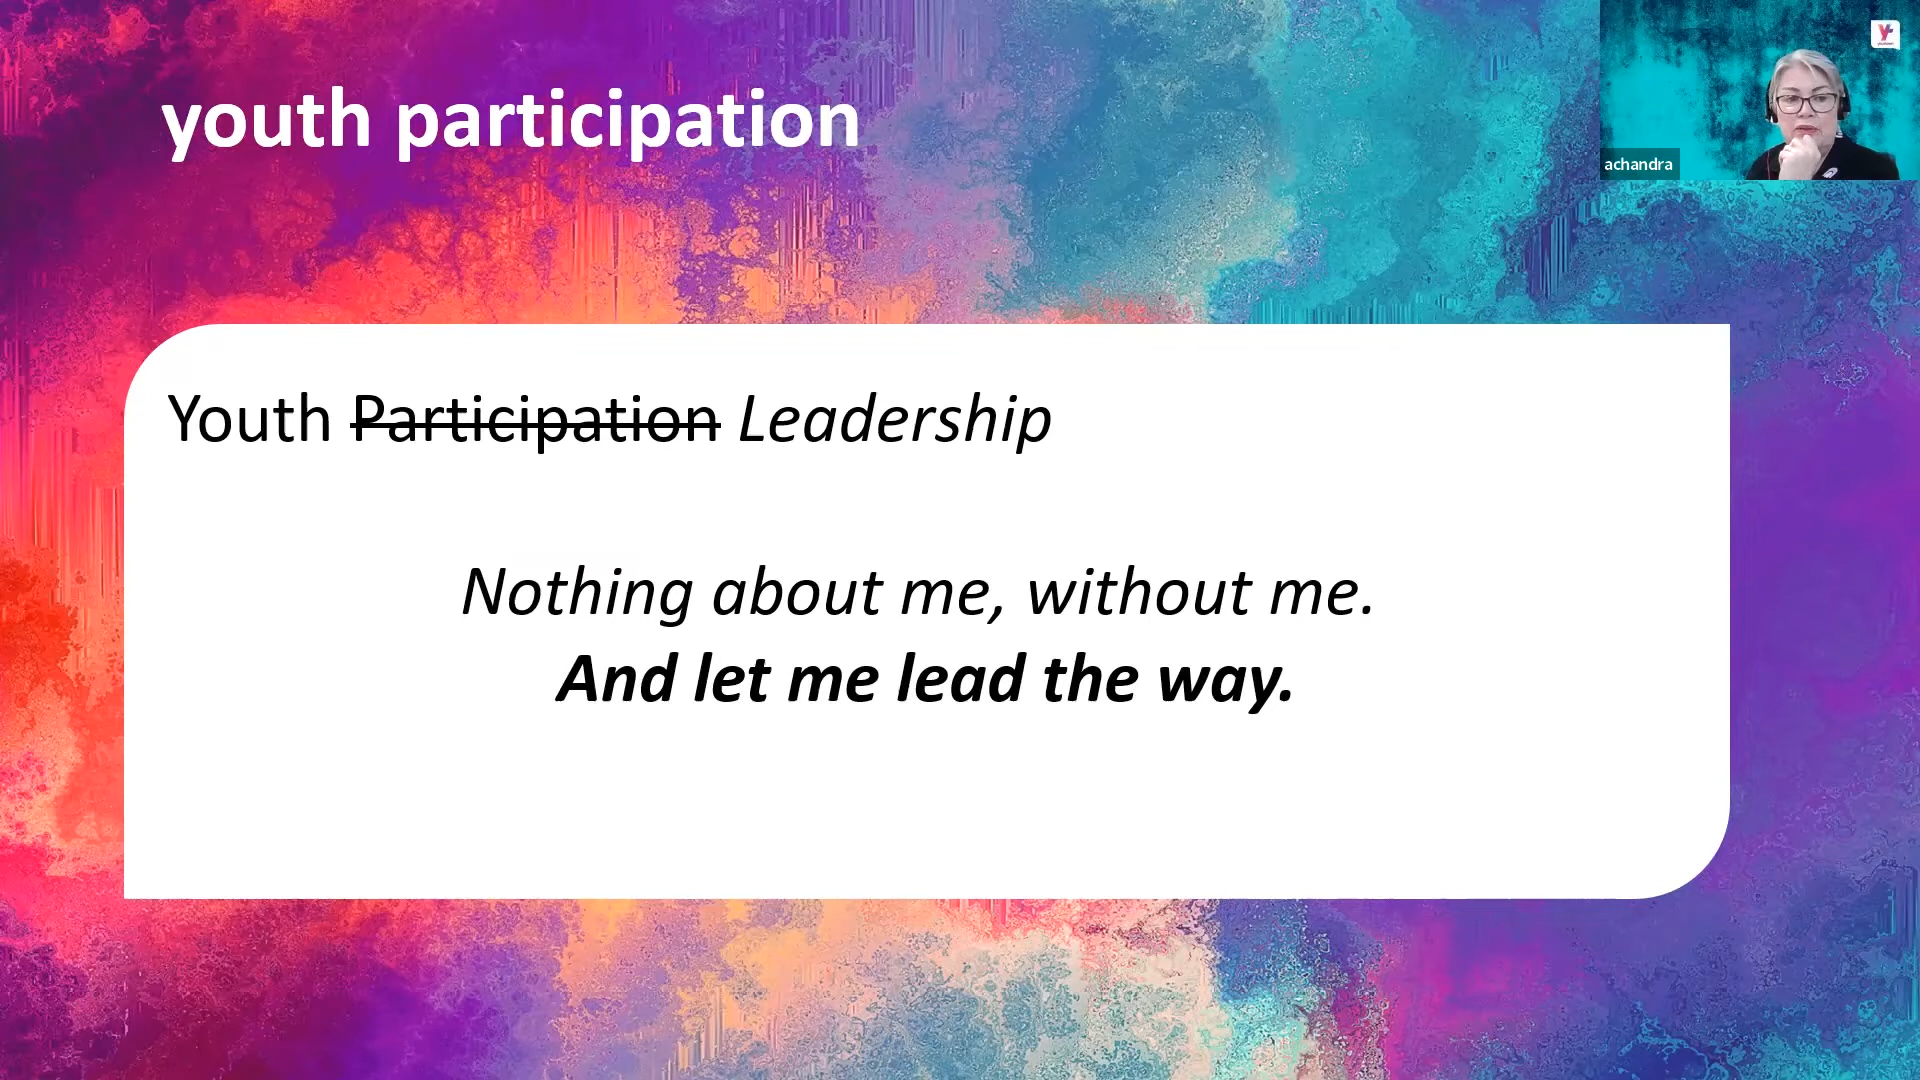 youth participation
achandra
Youth Participation Leadership
Nothing about me, without me.
And let me lead the way.